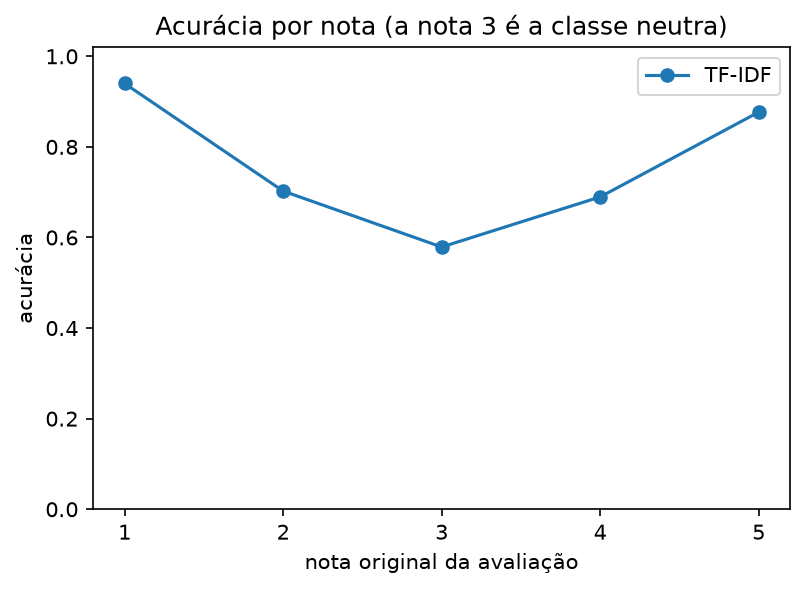 Acurácia por nota (a nota 3 é a classe neutra)
TF-IDF
1.0
0.8
0.6
0.4
0.2
0.0
acurácia
1 2 3 4 5
nota original da avaliação